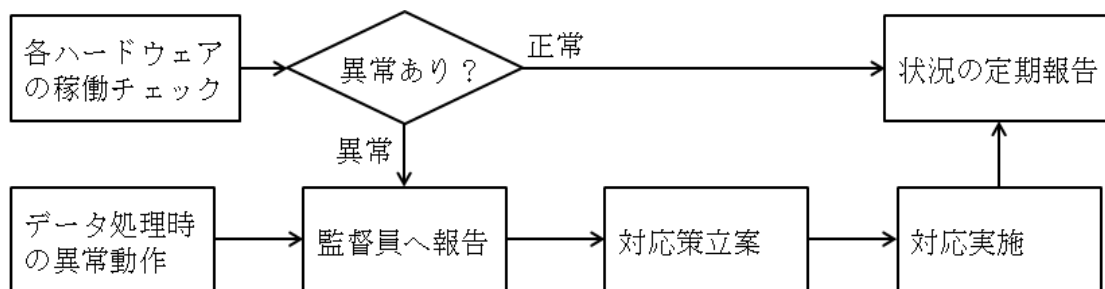 各ハードウェア
の稼働チェック
異常あり？
正常
状況の定期報告
異常
データ処理時
の異常動作
監督員へ報告
対応策立案
対応実施